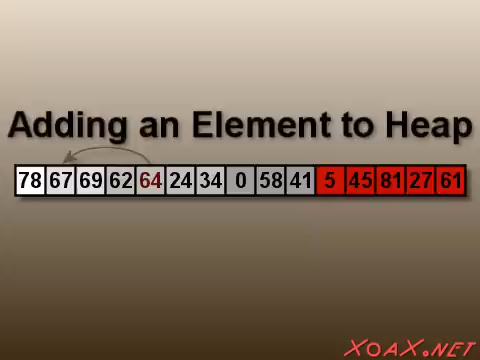 Adding an Element to Heap
78 67 69 62 64 24 34 0 58 41 5 45 81 27 61
XOAX.NET